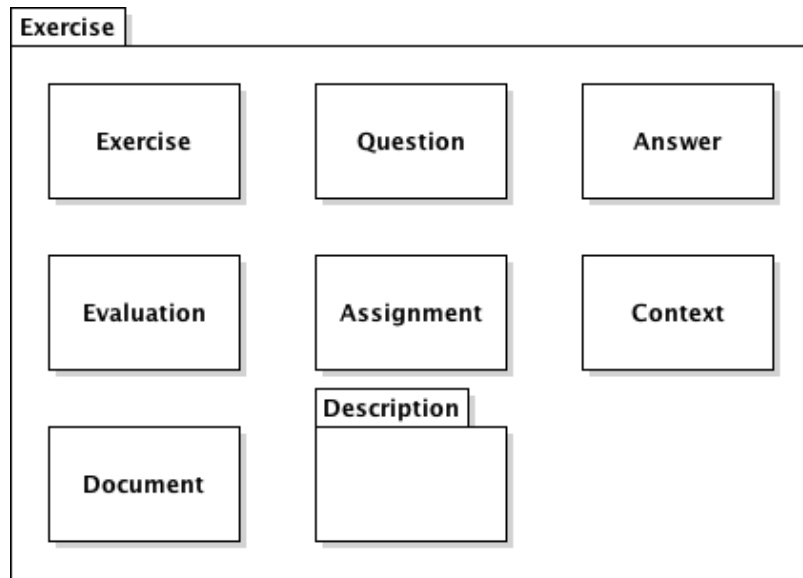 Exercise
Exercise
Question
Answer
Evaluation
Assignment
Context
Description
Document